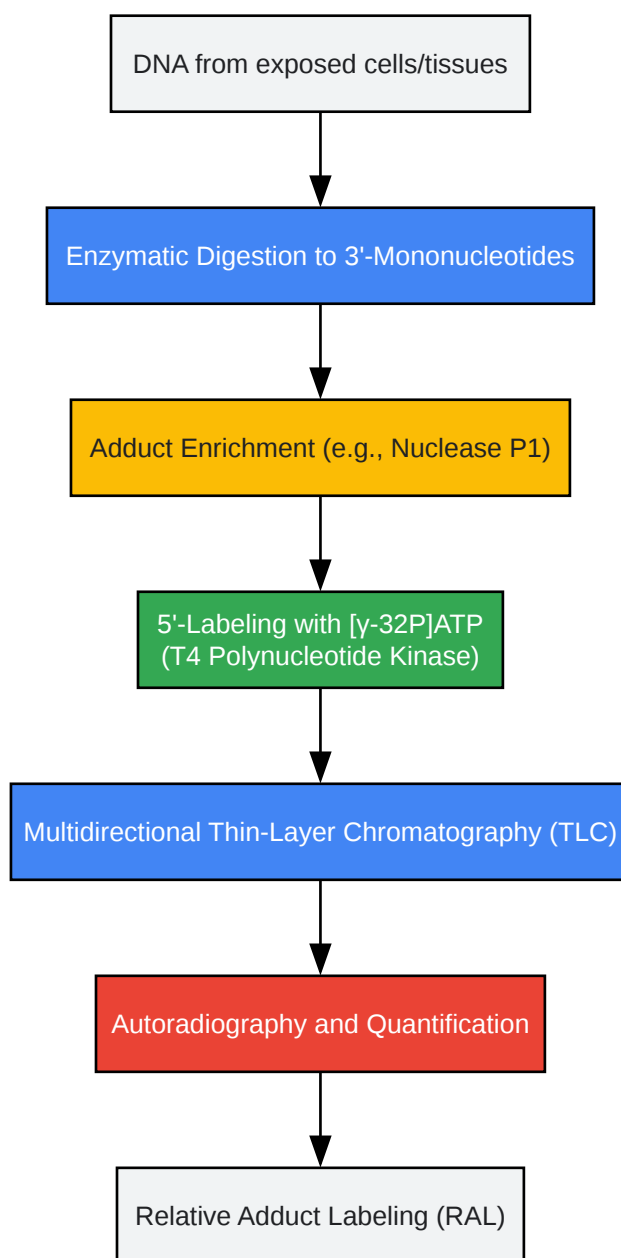 DNA from exposed cells/tissues
Enzymatic Digestion to 3'-Mononucleotides
Adduct Enrichment (e.g., Nuclease P1)
5'-Labeling with [γ-32P]ATP
(T4 Polynucleotide Kinase)
Multidirectional Thin-Layer Chromatography (TLC)
Autoradiography and Quantification
Relative Adduct Labeling (RAL)